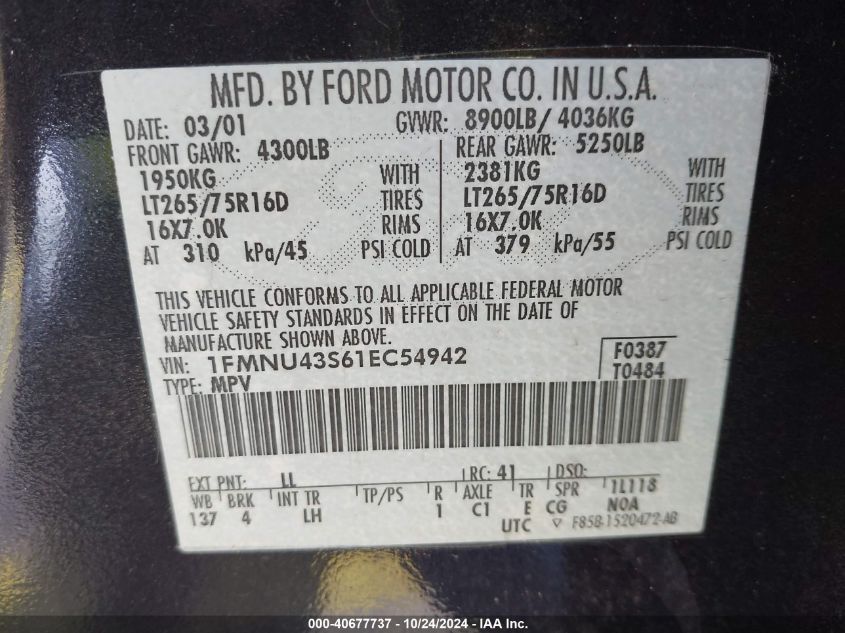 MFD. BY FORD MOTOR CO. IN U.S.A.
DATE: 03/01 GVWR: 8900LB/ 4036KG
FRONT GAWR: 4300LB REAR GAWR: 5250LB
1950KG WITH 2381KG WITH
LT265/75R16D TIRES LT265/75R16D TIRES
16X7.0K RIMS 16X7.0K RIMS
AT 310 kPa/45 PSI COLD AT 379 kPa/55 PSI COLD
THIS VEHICLE CONFORMS TO ALL APPLICABLE FEDERAL MOTOR
VEHICLE SAFETY STANDARDS IN EFFECT ON THE DATE OF
MANUFACTURE SHOWN ABOVE.
VIN: 1FMNU43S61EC54942 F0387
TYPE: MPV T0484
EXT PNT: LL RC: 41 DSO:
WB BRK INT TR TP/PS R AXLE TR SPR 1L118
137 4 LH 1 C1 E CG NOA
UTC F85B-1520472-AB
000-40677737 - 10/24/2024 - IAA Inc.